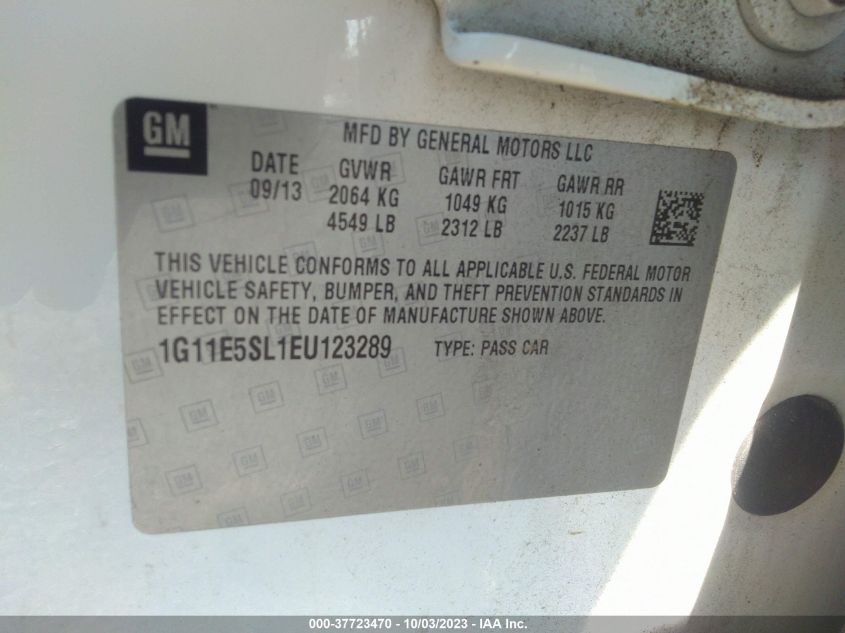 GM
MFD BY GENERAL MOTORS LLC
DATE GVWR GAWR FRT GAWR RR
09/13 2064 KG 1049 KG 1015 KG
4549 LB 2312 LB 2237 LB
THIS VEHICLE CONFORMS TO ALL APPLICABLE U.S. FEDERAL MOTOR
VEHICLE SAFETY, BUMPER, AND THEFT PREVENTION STANDARDS IN
EFFECT ON THE DATE OF MANUFACTURE SHOWN ABOVE.
1G11E5SL1EU123289 TYPE: PASS CAR
000-37723470 - 10/03/2023 - IAA Inc.